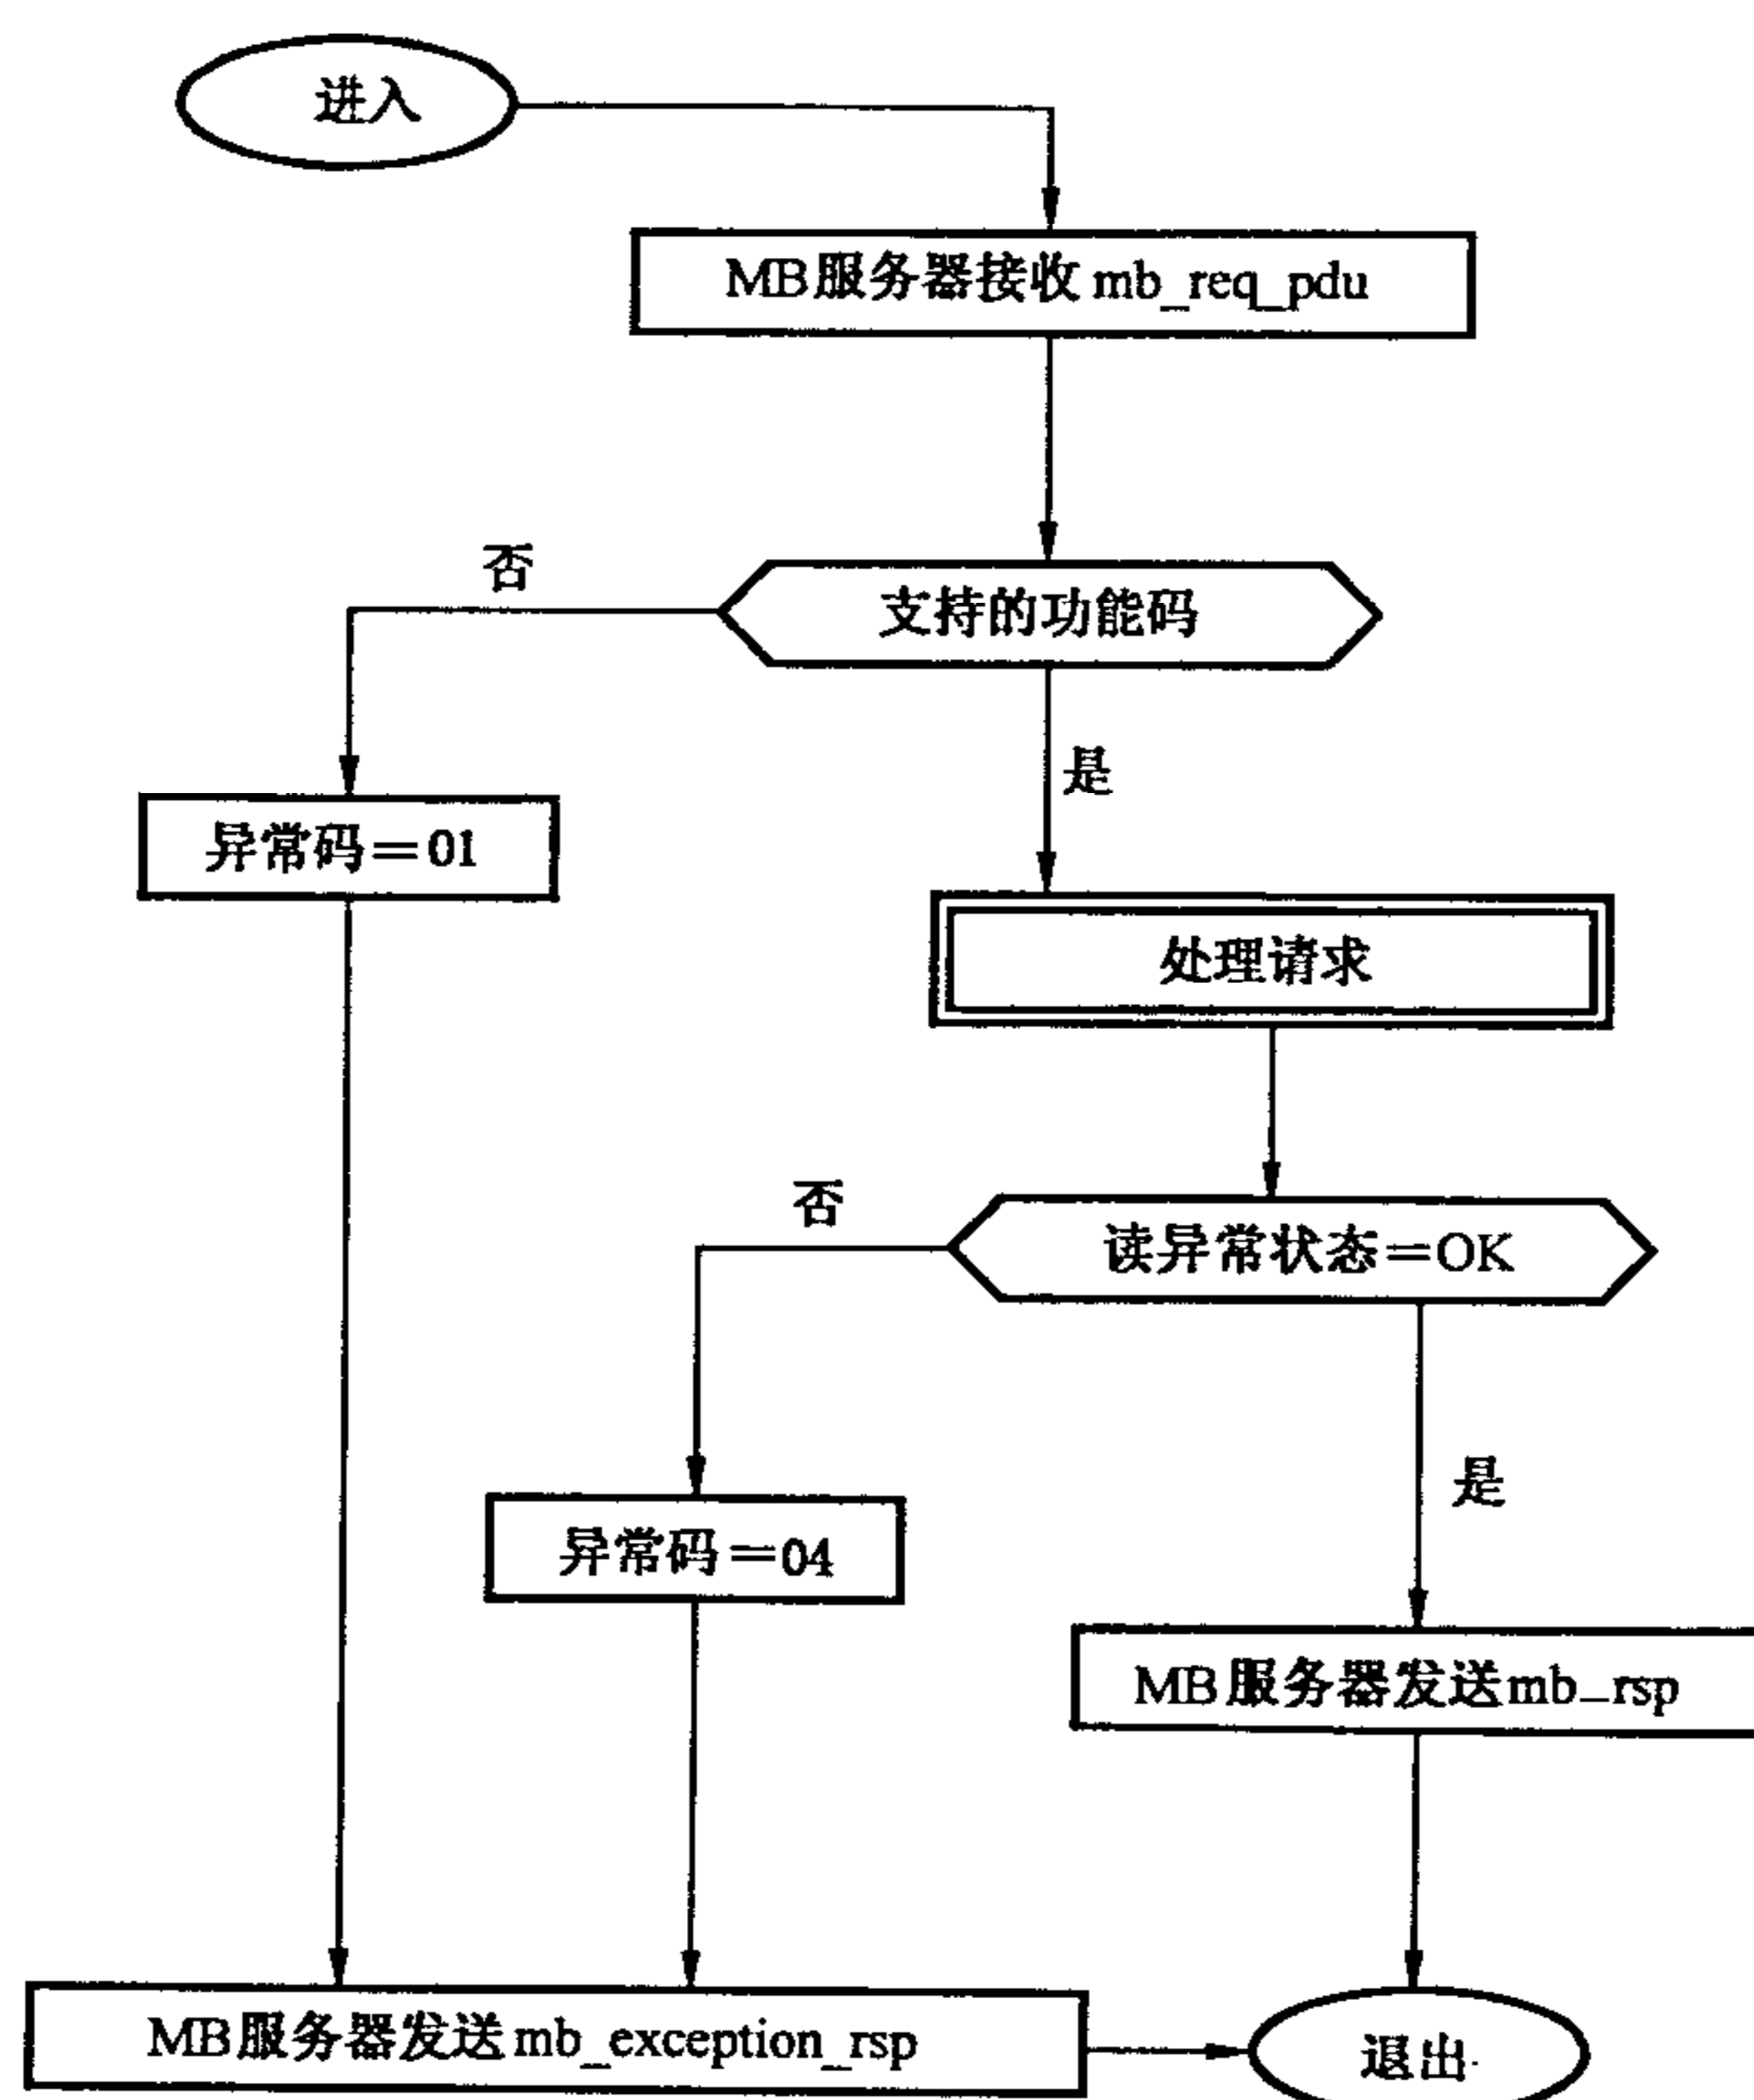 进入
MB服务器接收 mb_req_pdu
否
支持的功能码
是
异常码=01
处理请求
否
读异常状态=OK
是
异常码=04
MB服务器发送mb_rsp
MB服务器发送 mb_exception_rsp
退出